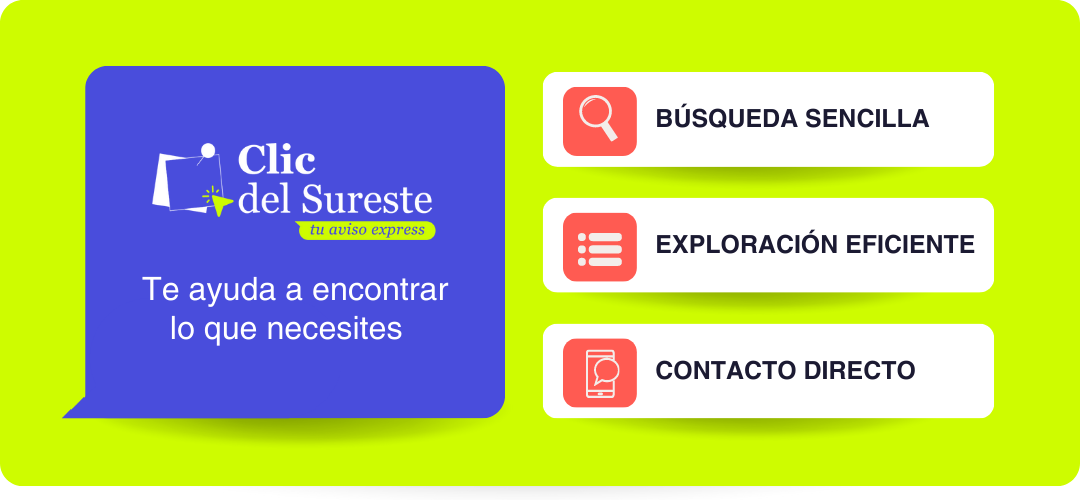 Clic
del Sureste
tu aviso express
Te ayuda a encontrar
lo que necesites
BÚSQUEDA SENCILLA
EXPLORACIÓN EFICIENTE
CONTACTO DIRECTO